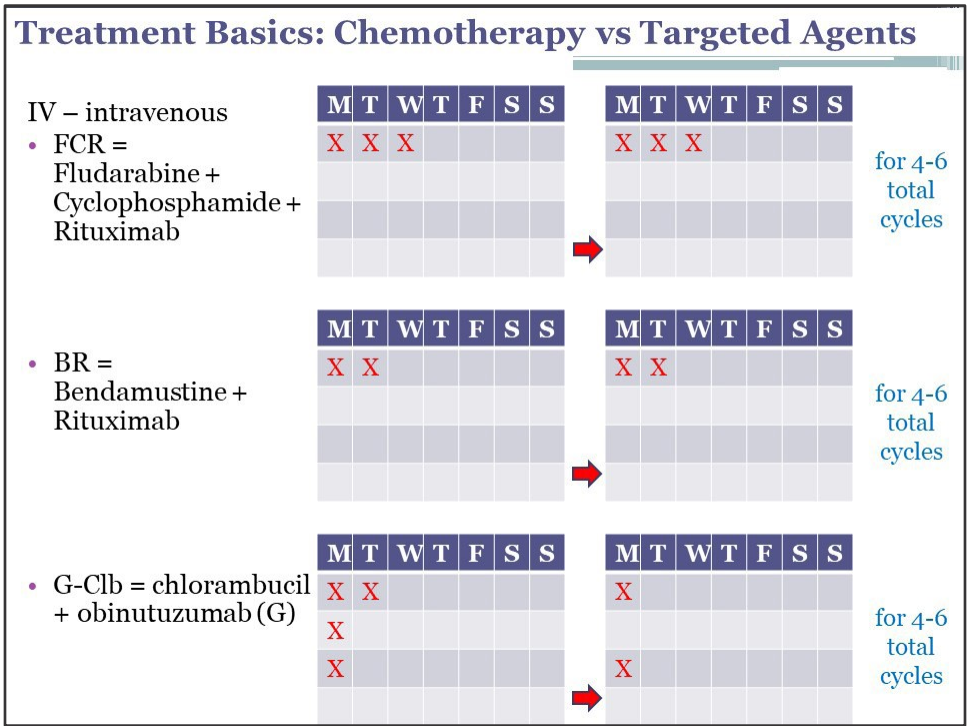 Treatment Basics: Chemotherapy vs Targeted Agents
IV – intravenous
• FCR =
Fludarabine +
Cyclophosphamide +
Rituximab
M T W T F S S
X X X
M T W T F S S
X X X
for 4-6
total
cycles
• BR =
Bendamustine +
Rituximab
M T W T F S S
X X
M T W T F S S
X X
for 4-6
total
cycles
• G-Clb = chlorambucil
+ obinutuzumab (G)
M T W T F S S
X X
X
X
M T W T F S S
X
X
for 4-6
total
cycles